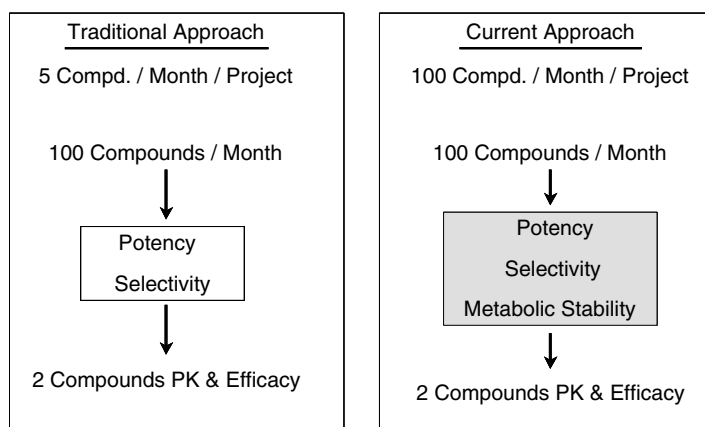 Traditional Approach
5 Compd. / Month / Project
100 Compounds / Month
Potency
Selectivity
2 Compounds PK & Efficacy
Current Approach
100 Compd. / Month / Project
100 Compounds / Month
Potency
Selectivity
Metabolic Stability
2 Compounds PK & Efficacy